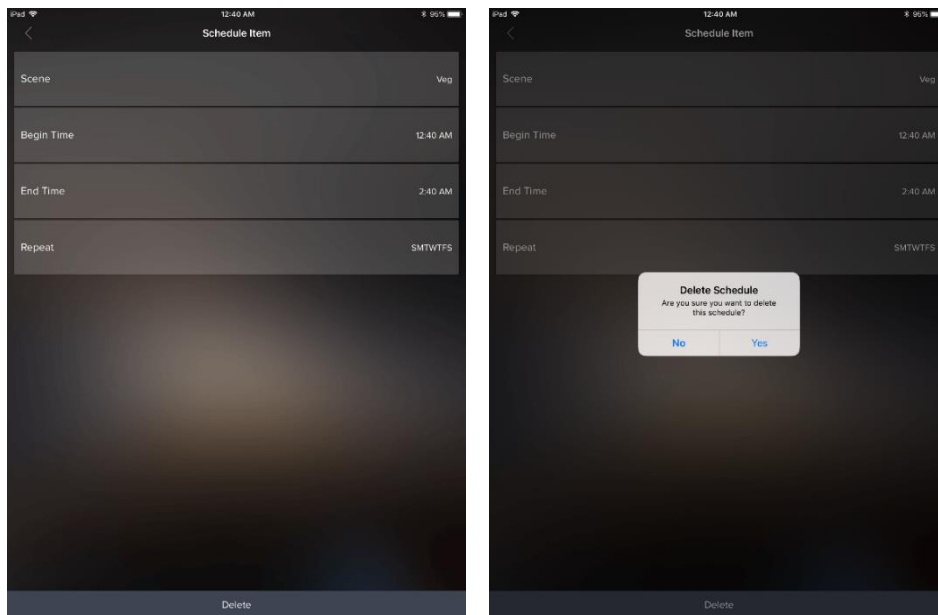 iPad 12:40 AM 95%
Schedule Item
Scene Veg
Begin Time 12:40 AM
End Time 2:40 AM
Repeat SMTWTFS
Delete
iPad 12:40 AM 95%
Schedule Item
Scene Veg
Begin Time 12:40 AM
End Time 2:40 AM
Repeat SMTWTFS
Delete Schedule
Are you sure you want to delete
this schedule?
No Yes
Delete